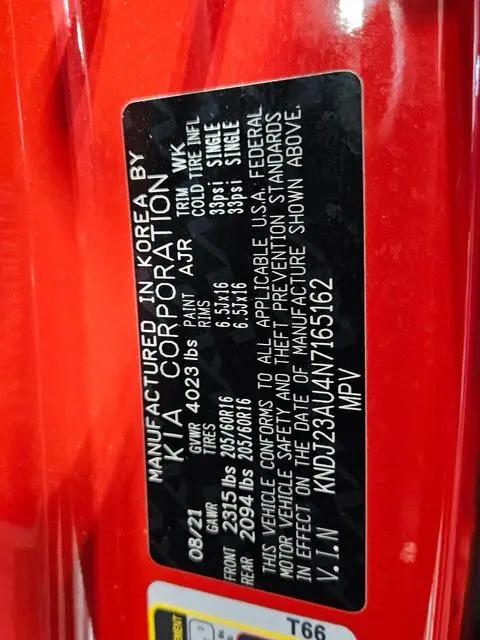 MANUFACTURED IN KOREA BY
KIA CORPORATION
08/21 GVWR 4023 lbs PAINT AJR TRIM WK
GAWR TIRES RIMS COLD TIRE INFL
FRONT 2315 lbs 205/60R16 6.5Jx16 33psi SINGLE
REAR 2094 lbs 205/60R16 6.5Jx16 33psi SINGLE
THIS VEHICLE CONFORMS TO ALL APPLICABLE U.S.A. FEDERAL
MOTOR VEHICLE SAFETY AND THEFT PREVENTION STANDARDS
IN EFFECT ON THE DATE OF MANUFACTURE SHOWN ABOVE.
V.I.N KNDJ23AU4N7165162
MPV
T66